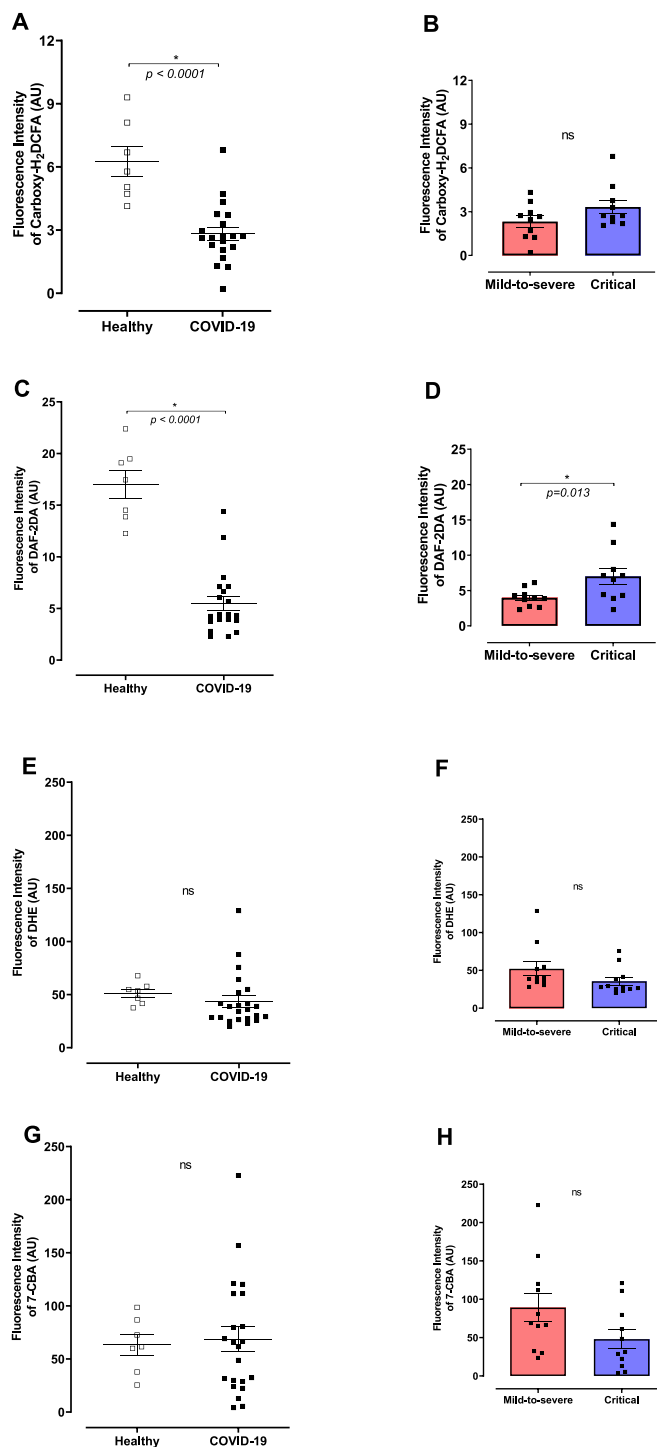 A
Fluorescence Intensity
of Carboxy-H₂DCFA (AU)
12
9
6
3
0
*
p < 0.0001
Healthy
COVID-19
B
Fluorescence Intensity
of Carboxy-H₂DCFA (AU)
12
9
6
3
0
ns
Mild-to-severe
Critical
C
Fluorescence Intensity
of DAF-2DA (AU)
25
20
15
10
5
0
*
p < 0.0001
Healthy
COVID-19
D
Fluorescence Intensity
of DAF-2DA (AU)
25
20
15
10
5
0
*
p=0.013
Mild-to-severe
Critical
E
Fluorescence Intensity
of DHE (AU)
250
200
150
100
50
0
ns
Healthy
COVID-19
F
Fluorescence Intensity
of DHE (AU)
250
200
150
100
50
0
ns
Mild-to-severe
Critical
G
Fluorescence Intensity
of 7-CBA (AU)
250
200
150
100
50
0
ns
Healthy
COVID-19
H
Fluorescence Intensity
of 7-CBA (AU)
250
200
150
100
50
0
ns
Mild-to-severe
Critical